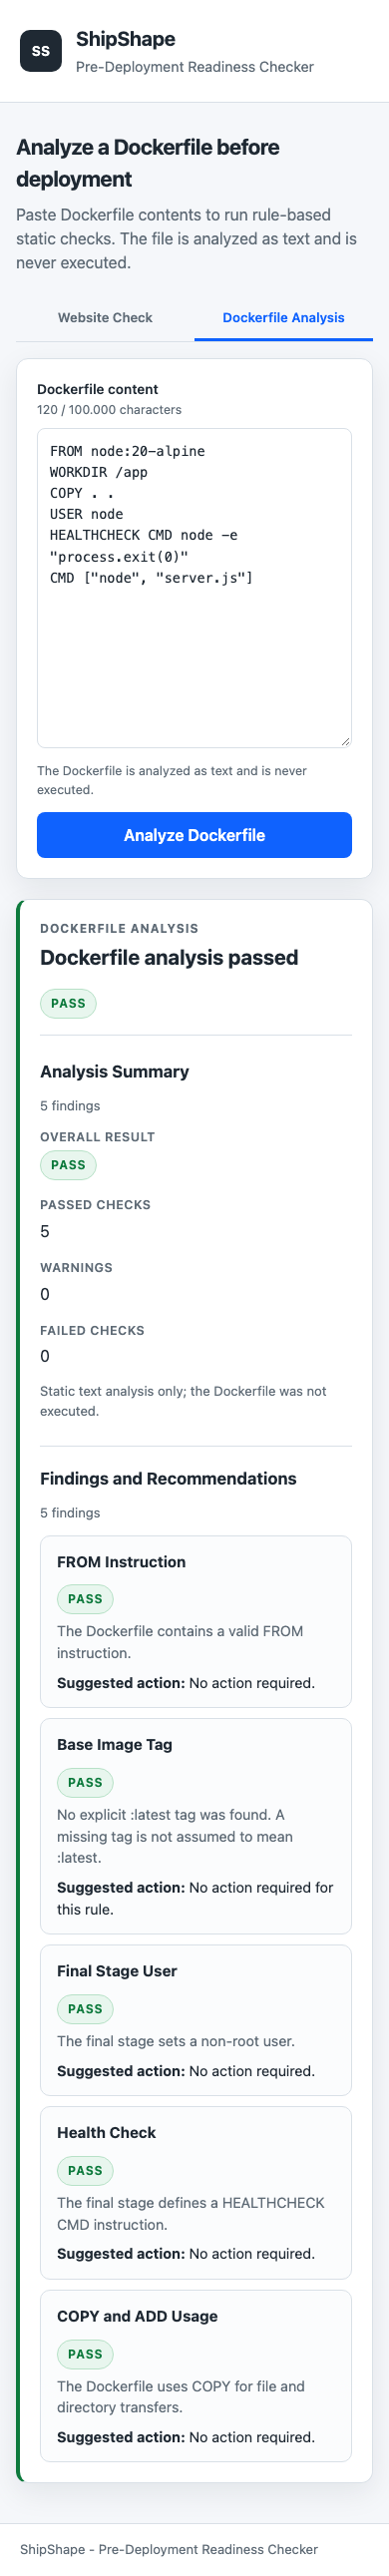 SS
ShipShape
Pre-Deployment Readiness Checker
Analyze a Dockerfile before
deployment
Paste Dockerfile contents to run rule-based
static checks. The file is analyzed as text and is
never executed.
Website Check
Dockerfile Analysis
Dockerfile content
120 / 100.000 characters
FROM node:20-alpine
WORKDIR /app
COPY . .
USER node
HEALTHCHECK CMD node -e
"process.exit(0)"
CMD ["node", "server.js"]
The Dockerfile is analyzed as text and is never
executed.
Analyze Dockerfile
DOCKERFILE ANALYSIS
Dockerfile analysis passed
PASS
Analysis Summary
5 findings
OVERALL RESULT
PASS
PASSED CHECKS
5
WARNINGS
0
FAILED CHECKS
0
Static text analysis only; the Dockerfile was not
executed.
Findings and Recommendations
5 findings
FROM Instruction
PASS
The Dockerfile contains a valid FROM
instruction.
Suggested action: No action required.
Base Image Tag
PASS
No explicit :latest tag was found. A
missing tag is not assumed to mean
:latest.
Suggested action: No action required for
this rule.
Final Stage User
PASS
The final stage sets a non-root user.
Suggested action: No action required.
Health Check
PASS
The final stage defines a HEALTHCHECK
CMD instruction.
Suggested action: No action required.
COPY and ADD Usage
PASS
The Dockerfile uses COPY for file and
directory transfers.
Suggested action: No action required.
ShipShape - Pre-Deployment Readiness Checker